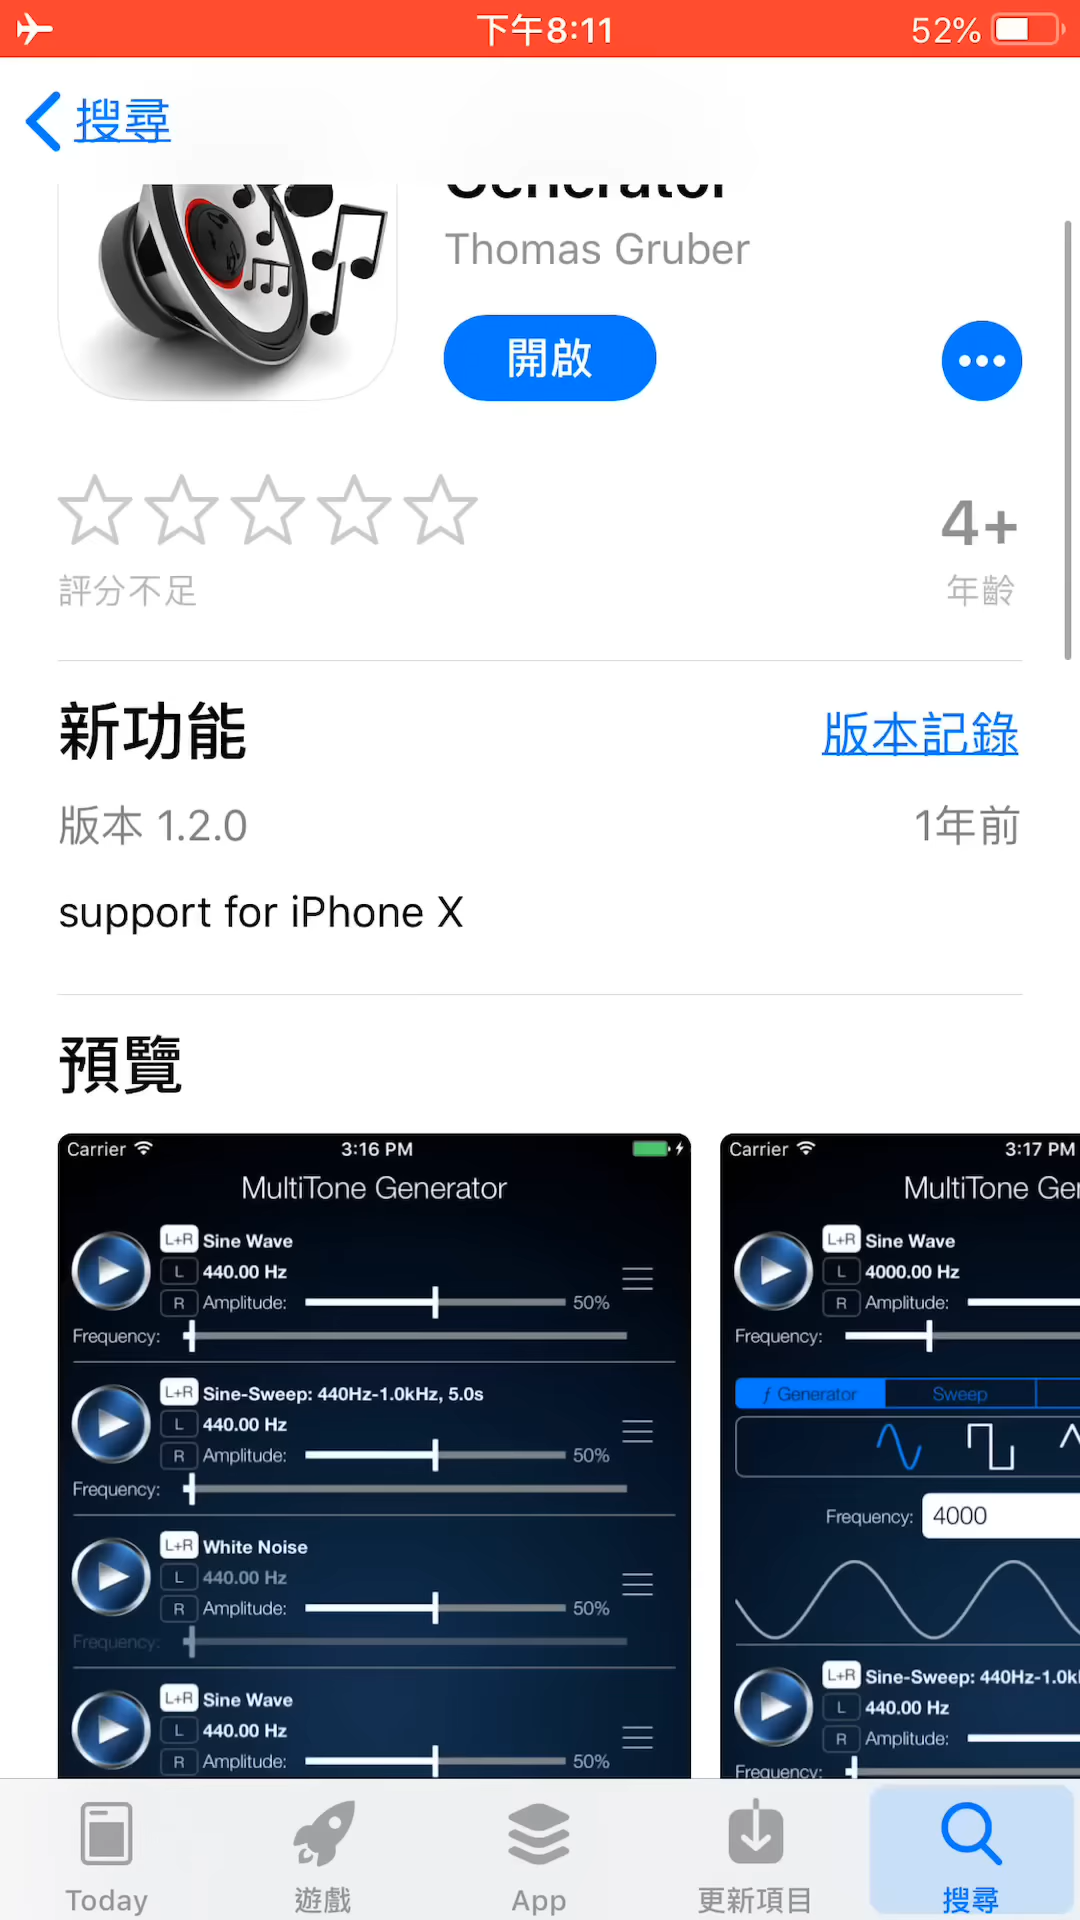 下午8:11
52%
搜尋
Generator
Thomas Gruber
開啟
4+
評分不足
年齡
新功能
版本記錄
版本 1.2.0
1年前
support for iPhone X
預覽
Carrier
3:16 PM
MultiTone Generator
L+R Sine Wave
L 440.00 Hz
R Amplitude: 50%
Frequency:
L+R Sine-Sweep: 440Hz-1.0kHz, 5.0s
L 440.00 Hz
R Amplitude: 50%
Frequency:
L+R White Noise
L 440.00 Hz
R Amplitude: 50%
Frequency:
L+R Sine Wave
L 440.00 Hz
R Amplitude: 50%
Carrier
3:17 PM
MultiTone Ger
L+R Sine Wave
L 4000.00 Hz
R Amplitude:
Frequency:
f Generator
Sweep
Frequency: 4000
L+R Sine-Sweep: 440Hz-1.0k
L 440.00 Hz
R Amplitude:
Frequency:
Today
遊戲
App
更新項目
搜尋